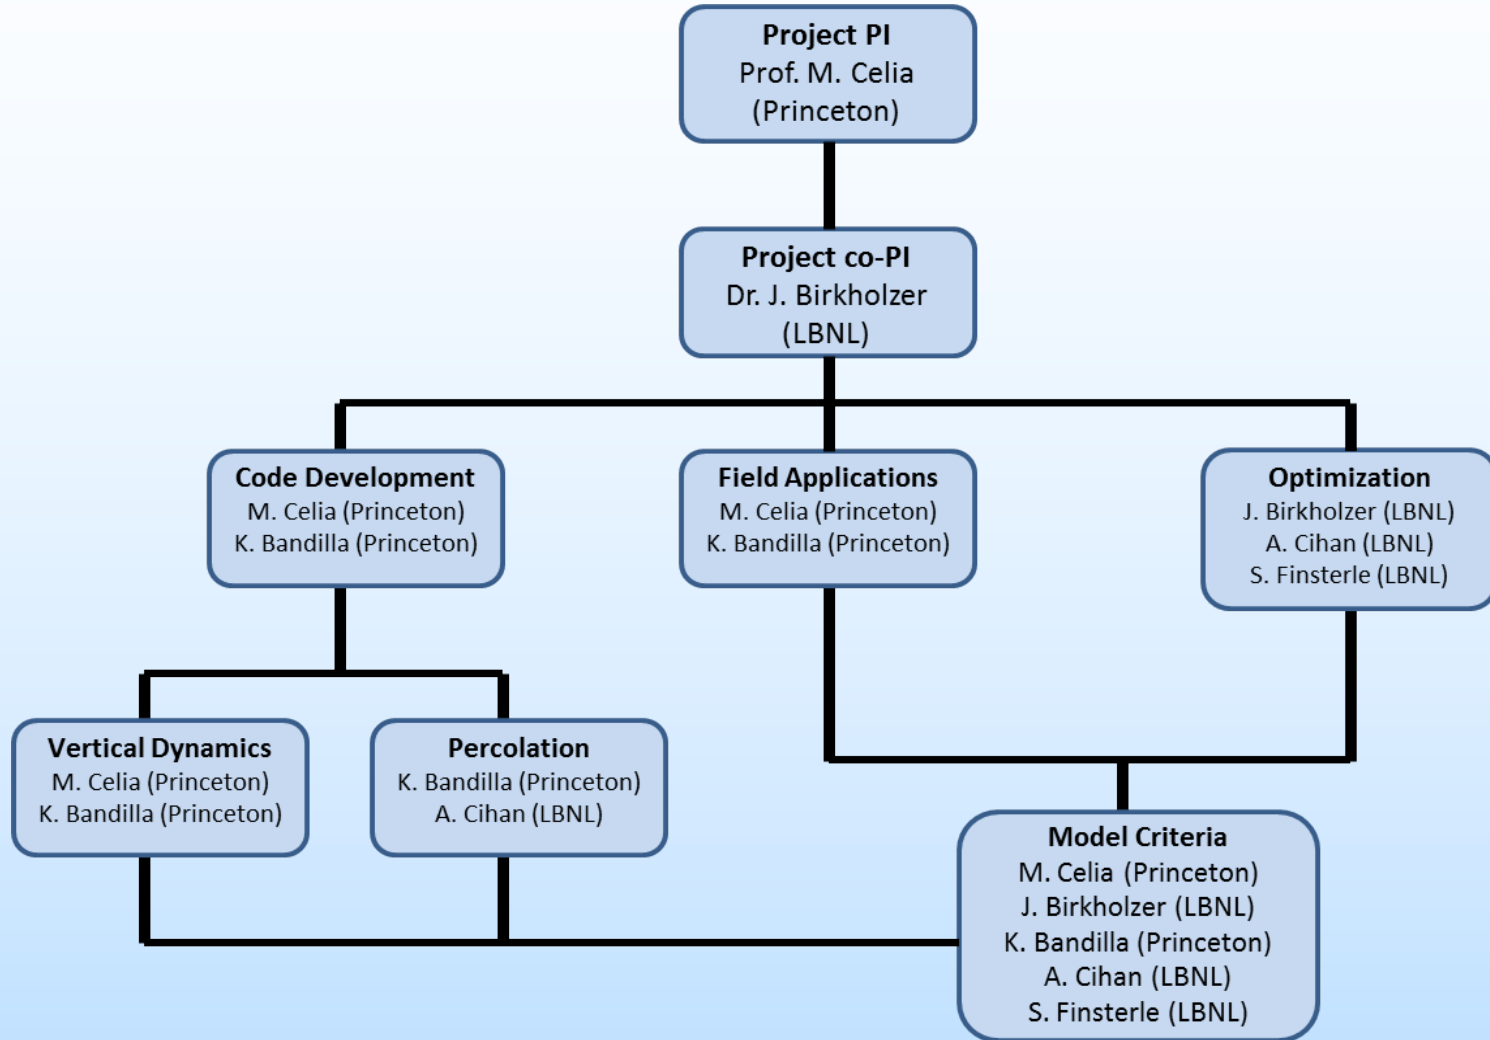 Project PI
Prof. M. Celia
(Princeton)
Project co-PI
Dr. J. Birkholzer
(LBNL)
Code Development
M. Celia (Princeton)
K. Bandilla (Princeton)
Field Applications
M. Celia (Princeton)
K. Bandilla (Princeton)
Optimization
J. Birkholzer (LBNL)
A. Cihan (LBNL)
S. Finsterle (LBNL)
Vertical Dynamics
M. Celia (Princeton)
K. Bandilla (Princeton)
Percolation
K. Bandilla (Princeton)
A. Cihan (LBNL)
Model Criteria
M. Celia (Princeton)
J. Birkholzer (LBNL)
K. Bandilla (Princeton)
A. Cihan (LBNL)
S. Finsterle (LBNL)